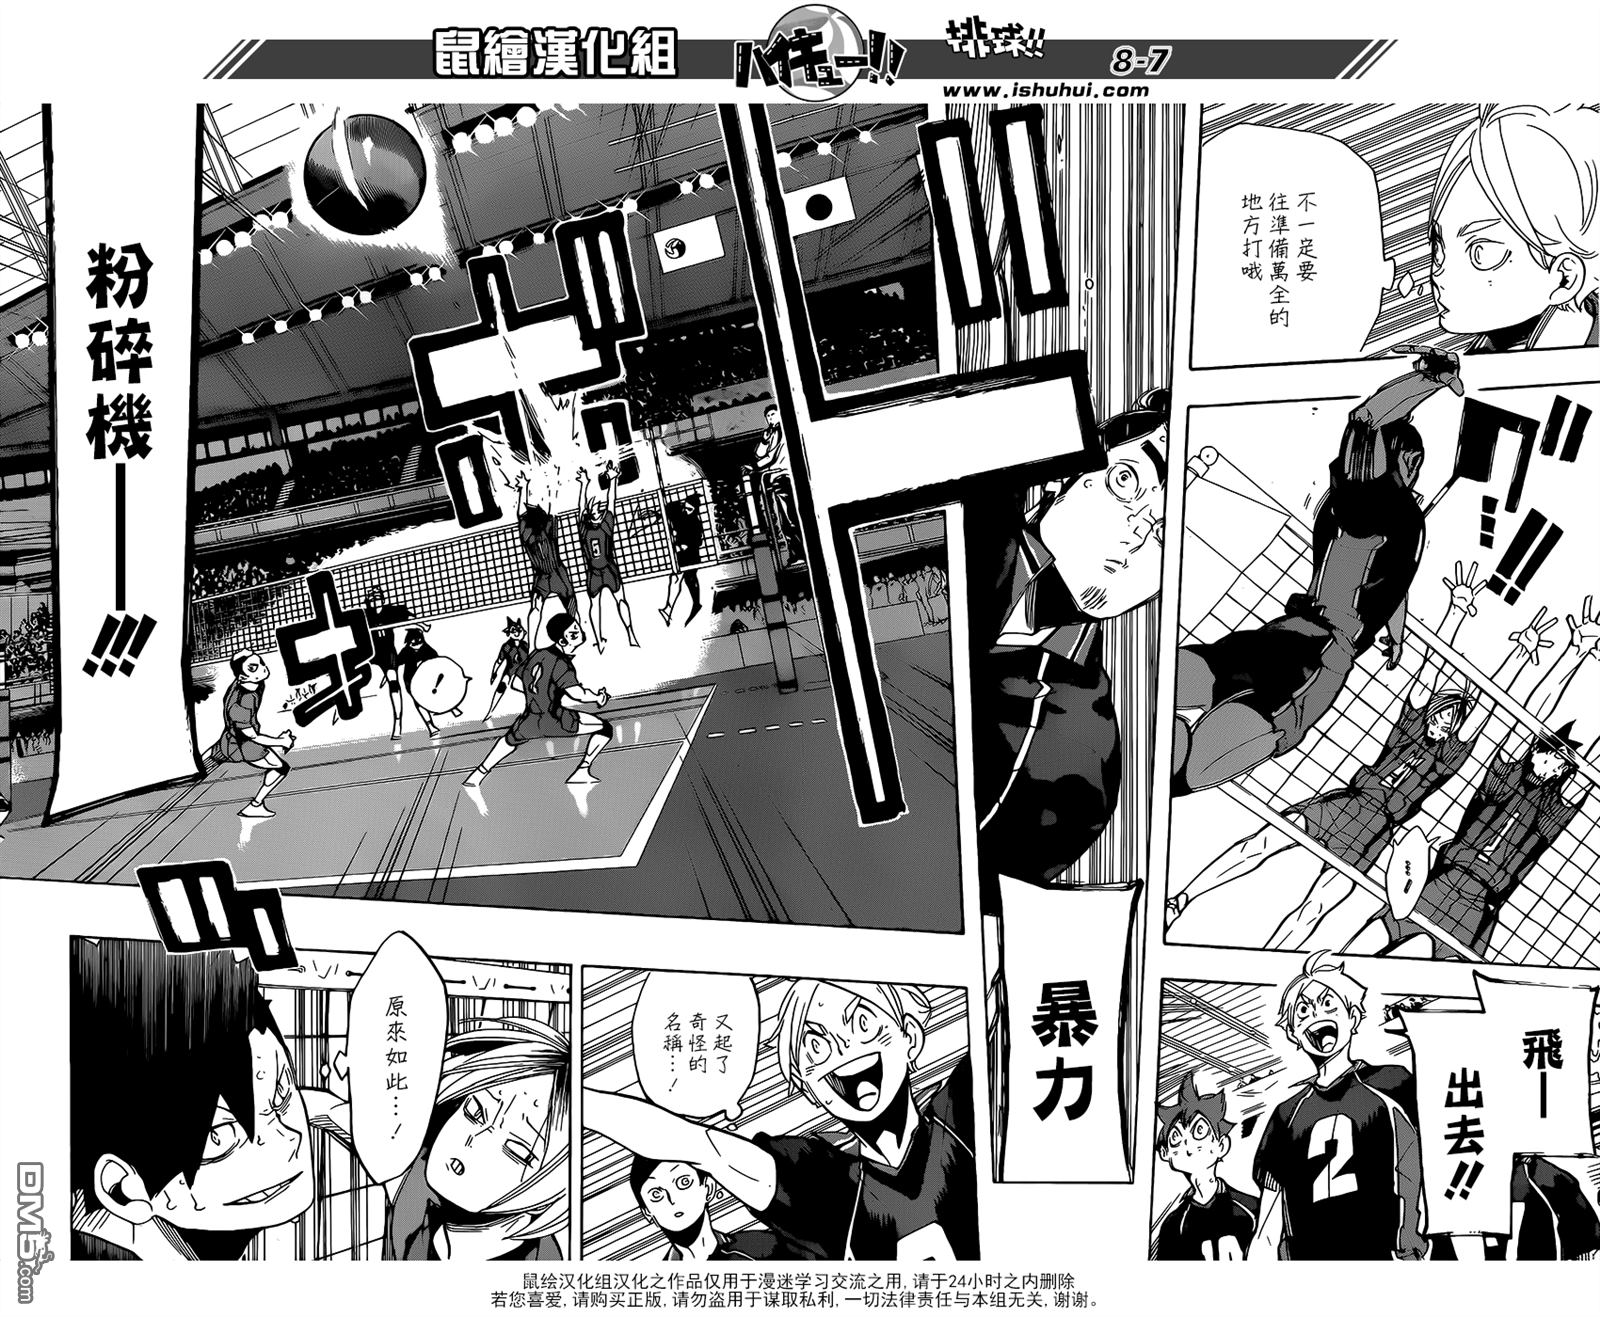 鼠繪漢化組
ハイキュー!!
排球!!
8-7
www.ishuhui.com
不一定要
往準備萬全的
地方打哦
…!
飛—
出去!!
暴力
粉碎機——!!!
又起了
奇怪的
名稱…!
原來如此…!
2
5
DM5.com
鼠绘汉化组汉化之作品仅用于漫迷学习交流之用,请于24小时之内删除
若您喜爱,请购买正版,请勿盗用于谋取私利,一切法律责任与本组无关,谢谢。